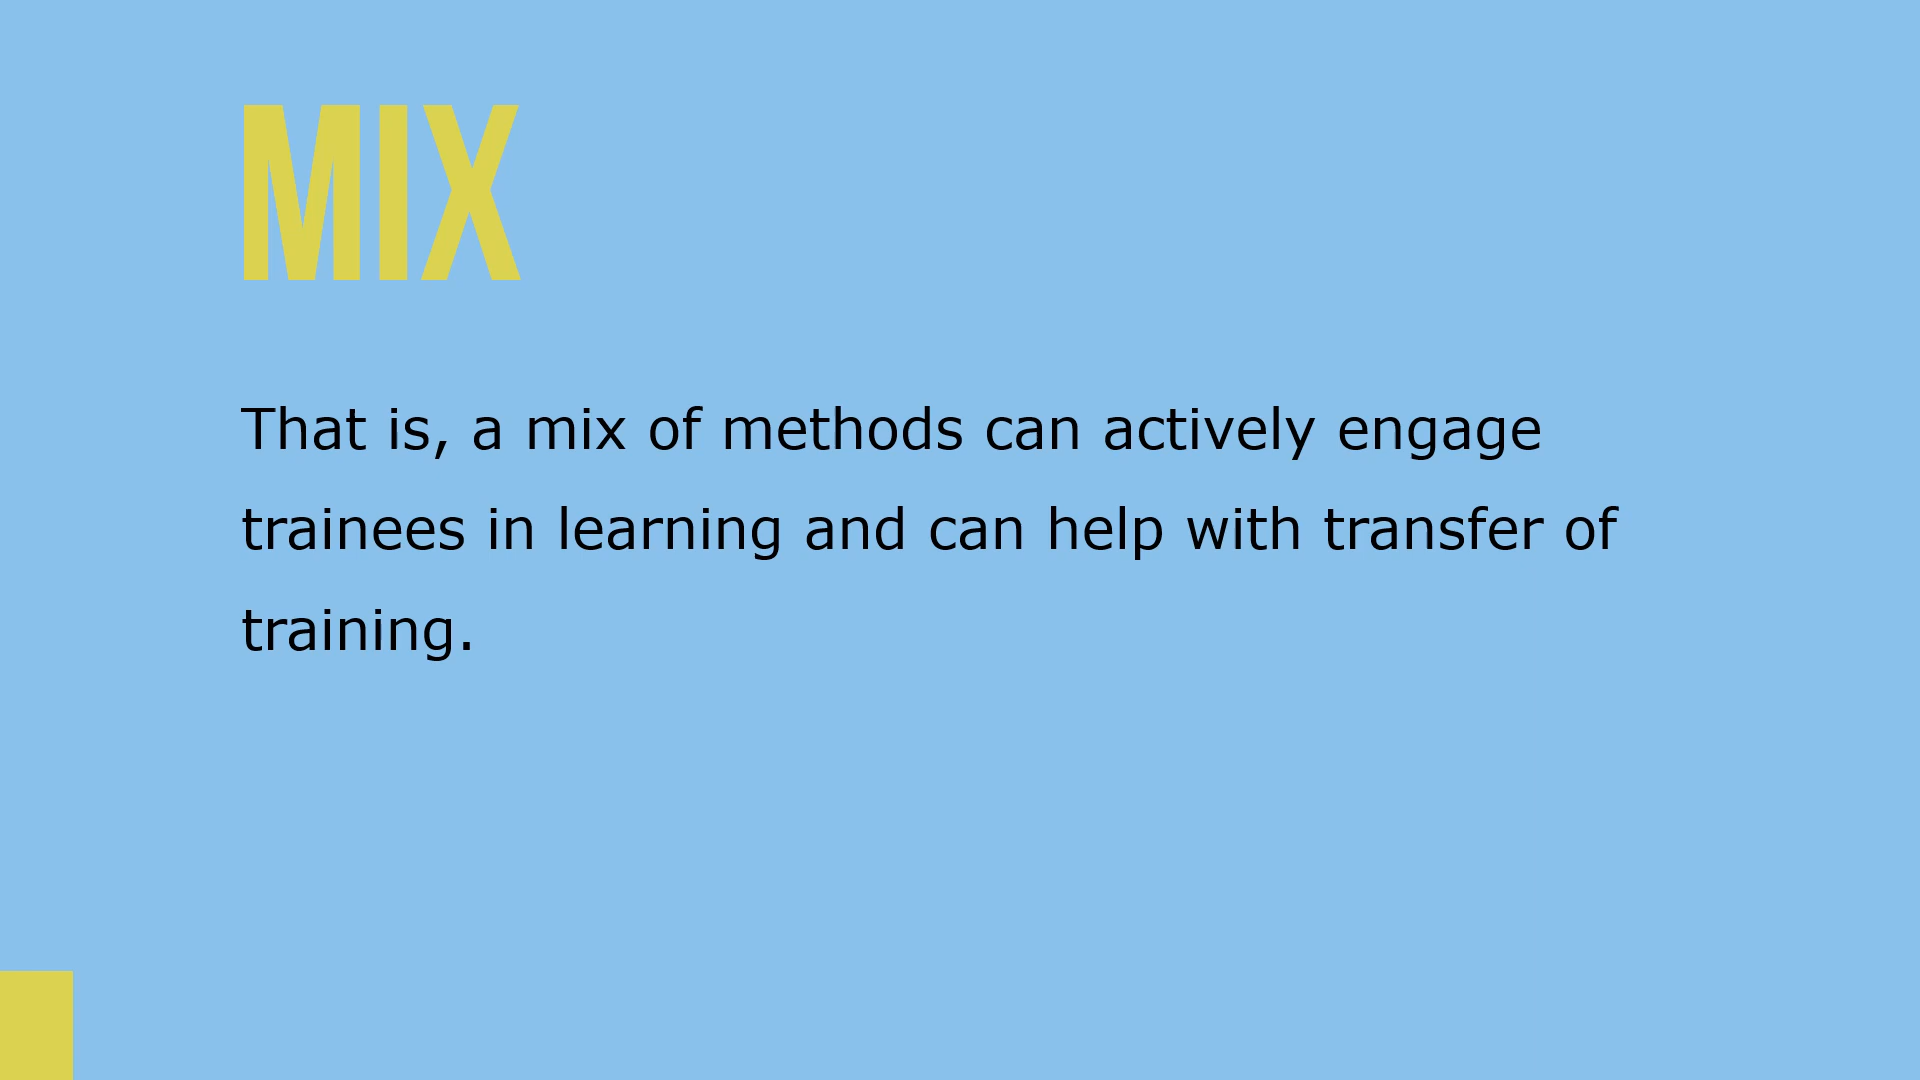 MIX
That is, a mix of methods can actively engage
trainees in learning and can help with transfer of
training.